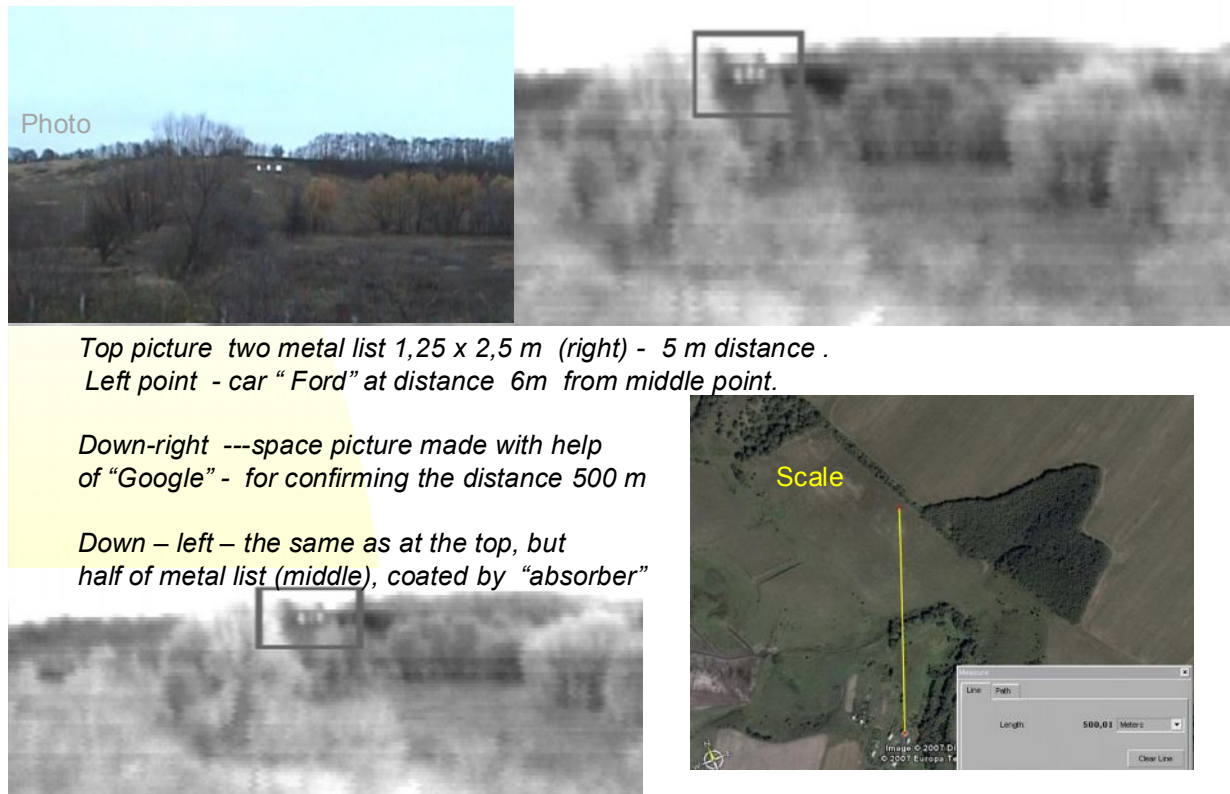 Photo
Top picture two metal list 1,25 x 2,5 m (right) - 5 m distance .
Left point - car “ Ford” at distance 6m from middle point.
Down-right ---space picture made with help
of “Google” - for confirming the distance 500 m
Scale
Down – left – the same as at the top, but
half of metal list (middle), coated by “absorber”
Measure
Line Path
Length: 500,01 Meters
Image © 2007 Di
© 2007 Europa Te
Clear Line